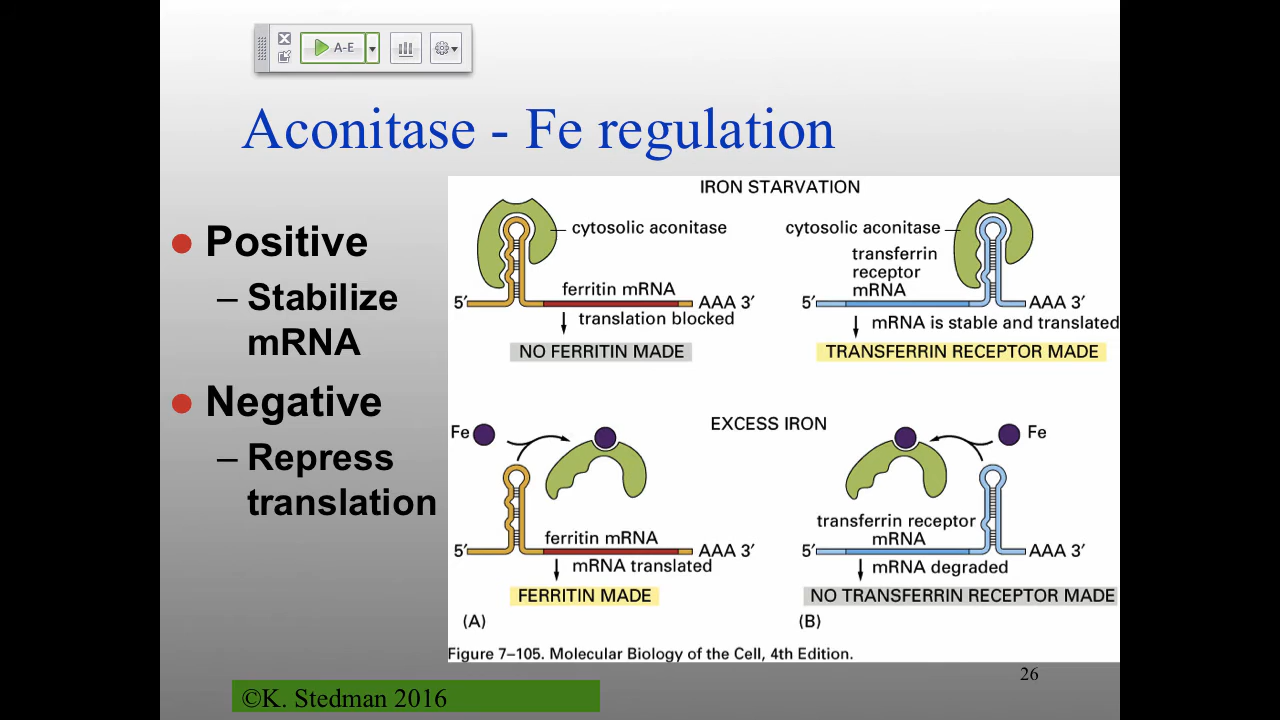 A-E
Aconitase - Fe regulation
● Positive
– Stabilize
mRNA
● Negative
– Repress
translation
IRON STARVATION
cytosolic aconitase
ferritin mRNA
5′ AAA 3′
translation blocked
NO FERRITIN MADE
cytosolic aconitase
transferrin
receptor
mRNA
5′ AAA 3′
mRNA is stable and translated
TRANSFERRIN RECEPTOR MADE
EXCESS IRON
Fe
ferritin mRNA
5′ AAA 3′
mRNA translated
FERRITIN MADE
(A)
Fe
transferrin receptor
mRNA
5′ AAA 3′
mRNA degraded
NO TRANSFERRIN RECEPTOR MADE
(B)
Figure 7–105. Molecular Biology of the Cell, 4th Edition.
26
©K. Stedman 2016